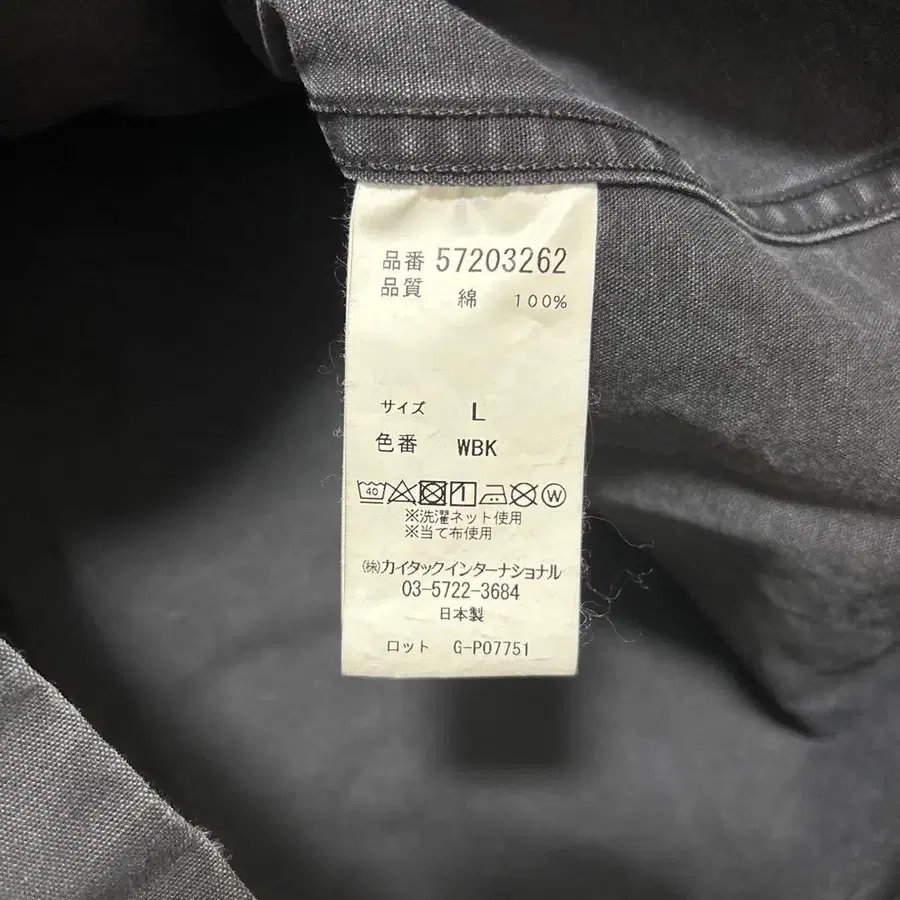 品番 57203262
品質 綿 100%
サイズ L
色番 WBK
40 W
※洗濯ネット使用
※当て布使用
㈱カイタックインターナショナル
03-5722-3684
日本製
ロット G-P07751